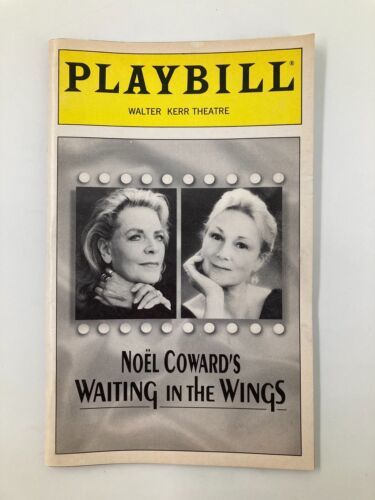 PLAYBILL®
WALTER KERR THEATRE
NOËL COWARD'S
WAITING IN THE WINGS